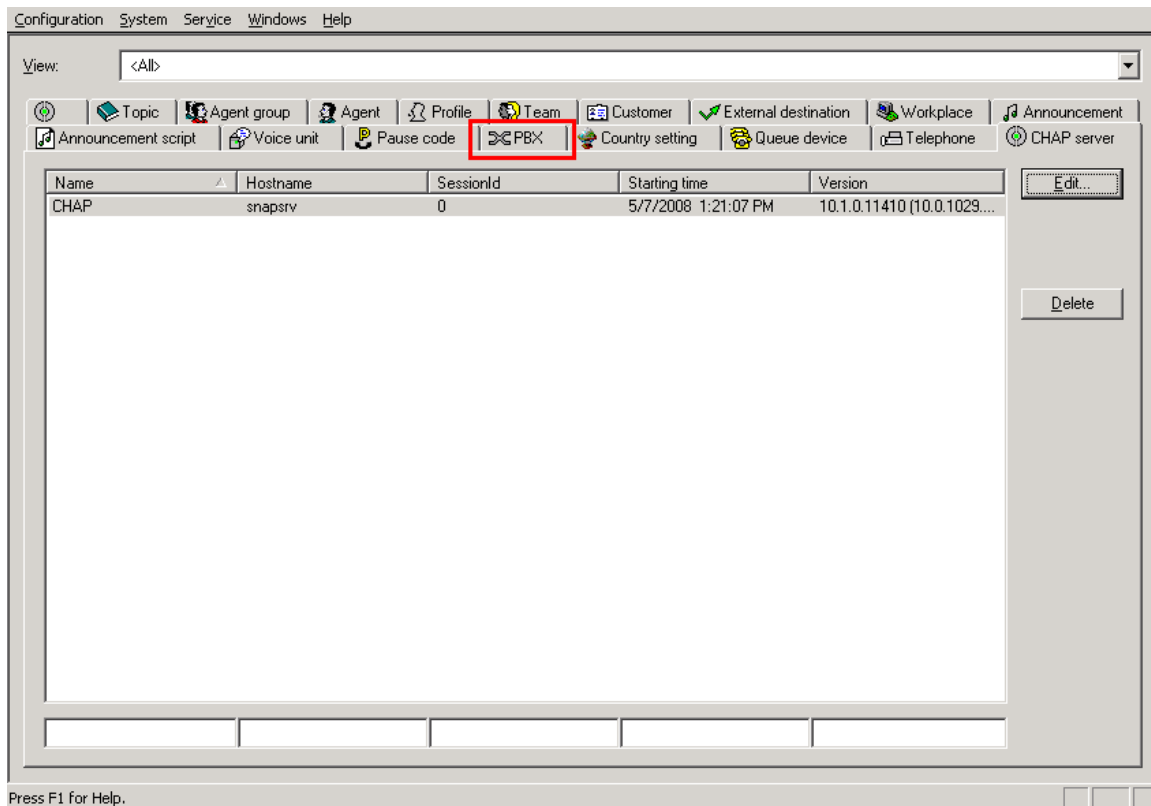 Configuration System Service Windows Help
View: <All>
Topic Agent group Agent Profile Team Customer External destination Workplace Announcement
Announcement script Voice unit Pause code PBX Country setting Queue device Telephone CHAP server
Name Hostname SessionId Starting time Version Edit...
CHAP snapsrv 0 5/7/2008 1:21:07 PM 10.1.0.11410 (10.0.1029....
Delete
Press F1 for Help.